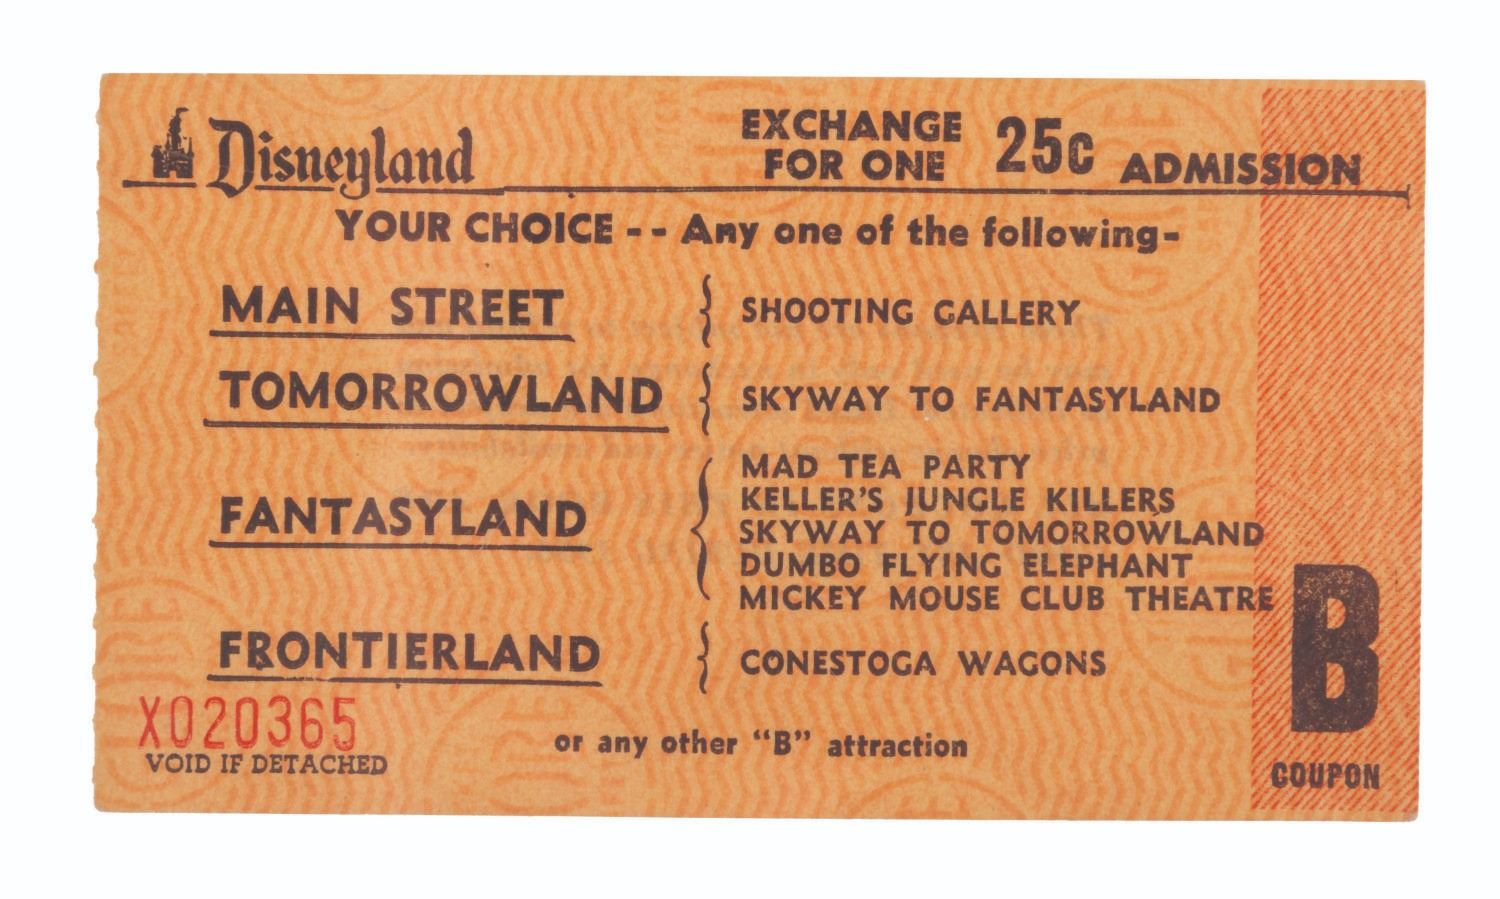 Disneyland EXCHANGE FOR ONE 25c ADMISSION
YOUR CHOICE -- Any one of the following-
MAIN STREET { SHOOTING GALLERY
TOMORROWLAND { SKYWAY TO FANTASYLAND
FANTASYLAND { MAD TEA PARTY
KELLER'S JUNGLE KILLERS
SKYWAY TO TOMORROWLAND
DUMBO FLYING ELEPHANT
MICKEY MOUSE CLUB THEATRE
FRONTIERLAND { CONESTOGA WAGONS
X020365
VOID IF DETACHED
or any other "B" attraction
B
COUPON